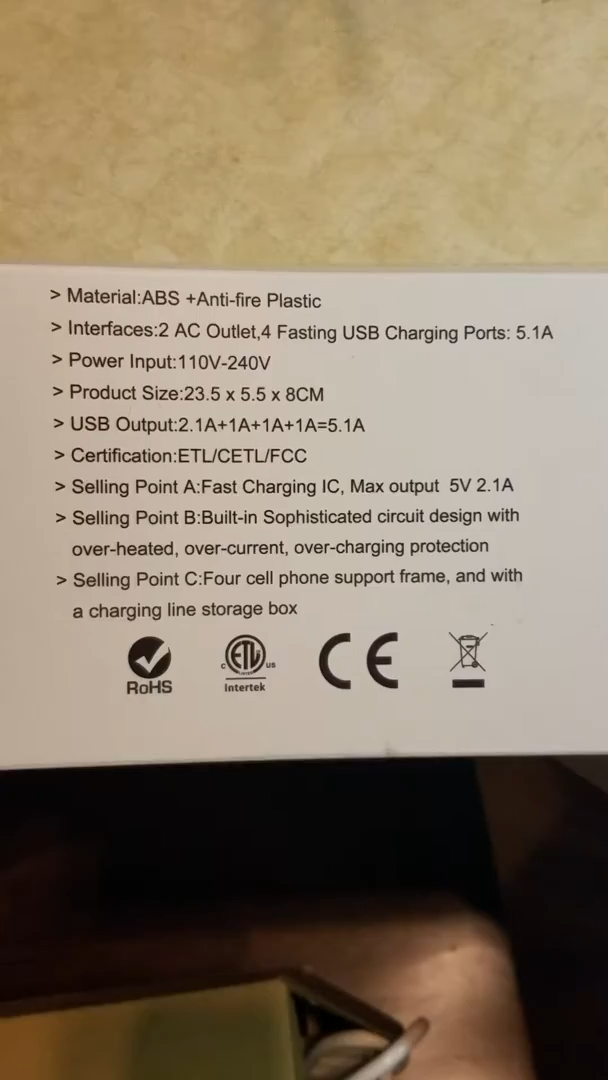 > Material:ABS +Anti-fire Plastic
> Interfaces:2 AC Outlet,4 Fasting USB Charging Ports: 5.1A
> Power Input:110V-240V
> Product Size:23.5 x 5.5 x 8CM
> USB Output:2.1A+1A+1A+1A=5.1A
> Certification:ETL/CETL/FCC
> Selling Point A:Fast Charging IC, Max output 5V 2.1A
> Selling Point B:Built-in Sophisticated circuit design with
over-heated, over-current, over-charging protection
> Selling Point C:Four cell phone support frame, and with
a charging line storage box
RoHS
C ETL US
Intertek
CE